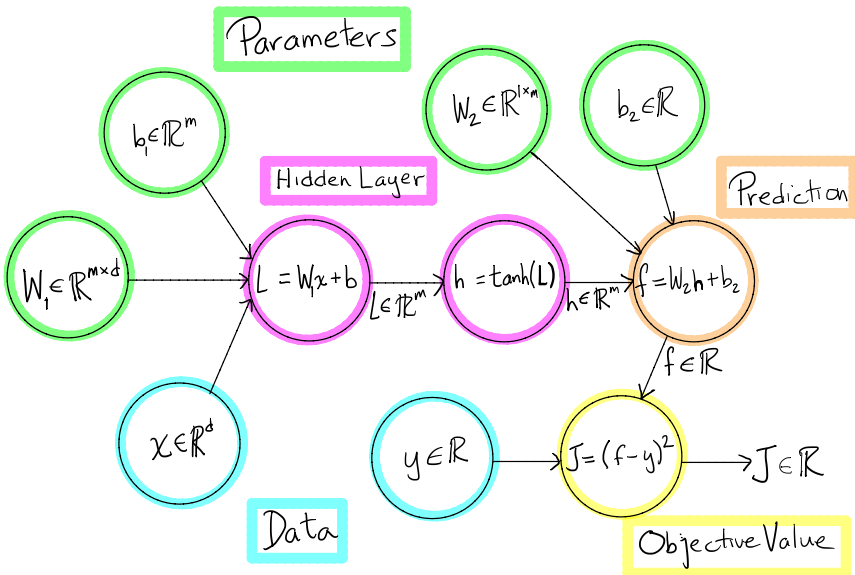 Parameters
b₁∈ℝᵐ
W₂∈ℝ¹ˣᵐ
b₂∈ℝ
Hidden Layer
Prediction
W₁∈ℝᵐˣᵈ
L = W₁x + b
L∈ℝᵐ
h = tanh(L)
h∈ℝᵐ
f = W₂h + b₂
f∈ℝ
x∈ℝᵈ
y∈ℝ
J = (f - y)²
J∈ℝ
Data
Objective Value